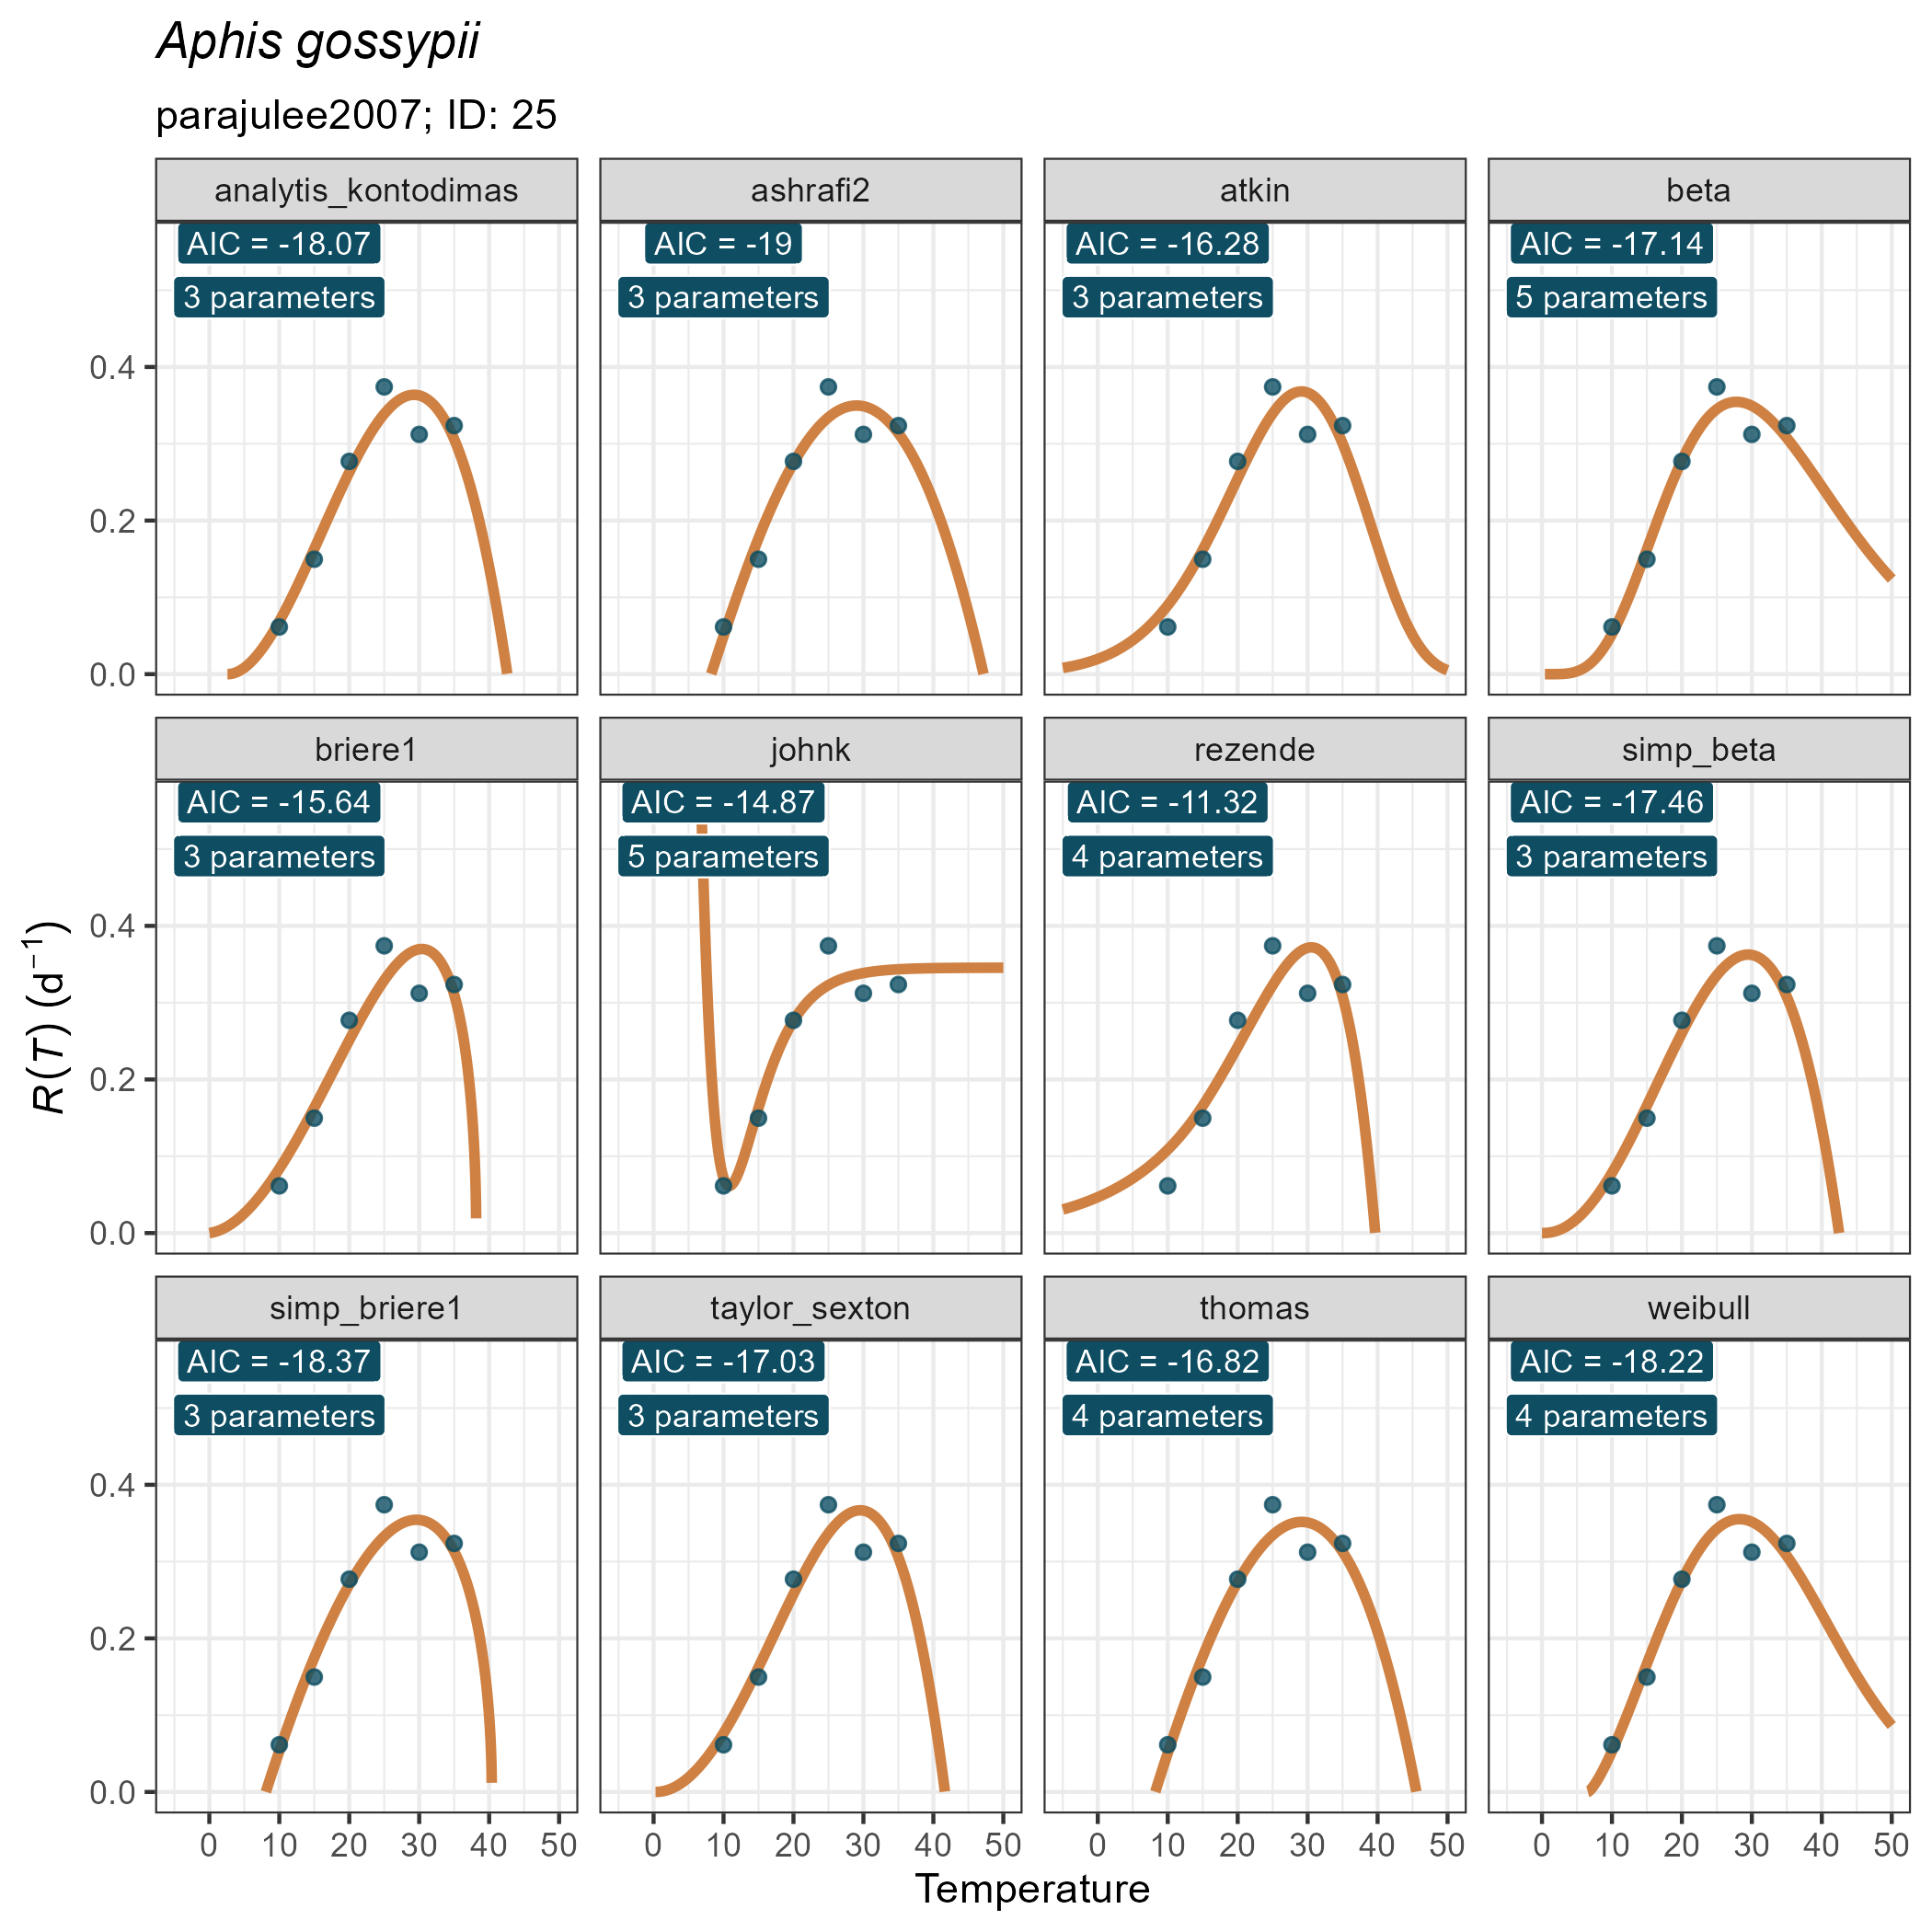 Aphis gossypii
parajulee2007; ID: 25
analytis_kontodimas
ashrafi2
atkin
beta
AIC = -18.07
AIC = -19
AIC = -16.28
AIC = -17.14
3 parameters
3 parameters
3 parameters
5 parameters
0.4
0.2
0.0
briere1
johnk
rezende
simp_beta
AIC = -15.64
AIC = -14.87
AIC = -11.32
AIC = -17.46
3 parameters
5 parameters
4 parameters
3 parameters
0.4
0.2
0.0
R(T) (d⁻¹)
simp_briere1
taylor_sexton
thomas
weibull
AIC = -18.37
AIC = -17.03
AIC = -16.82
AIC = -18.22
3 parameters
3 parameters
4 parameters
4 parameters
0.4
0.2
0.0
0 10 20 30 40 50
0 10 20 30 40 50
0 10 20 30 40 50
0 10 20 30 40 50
Temperature